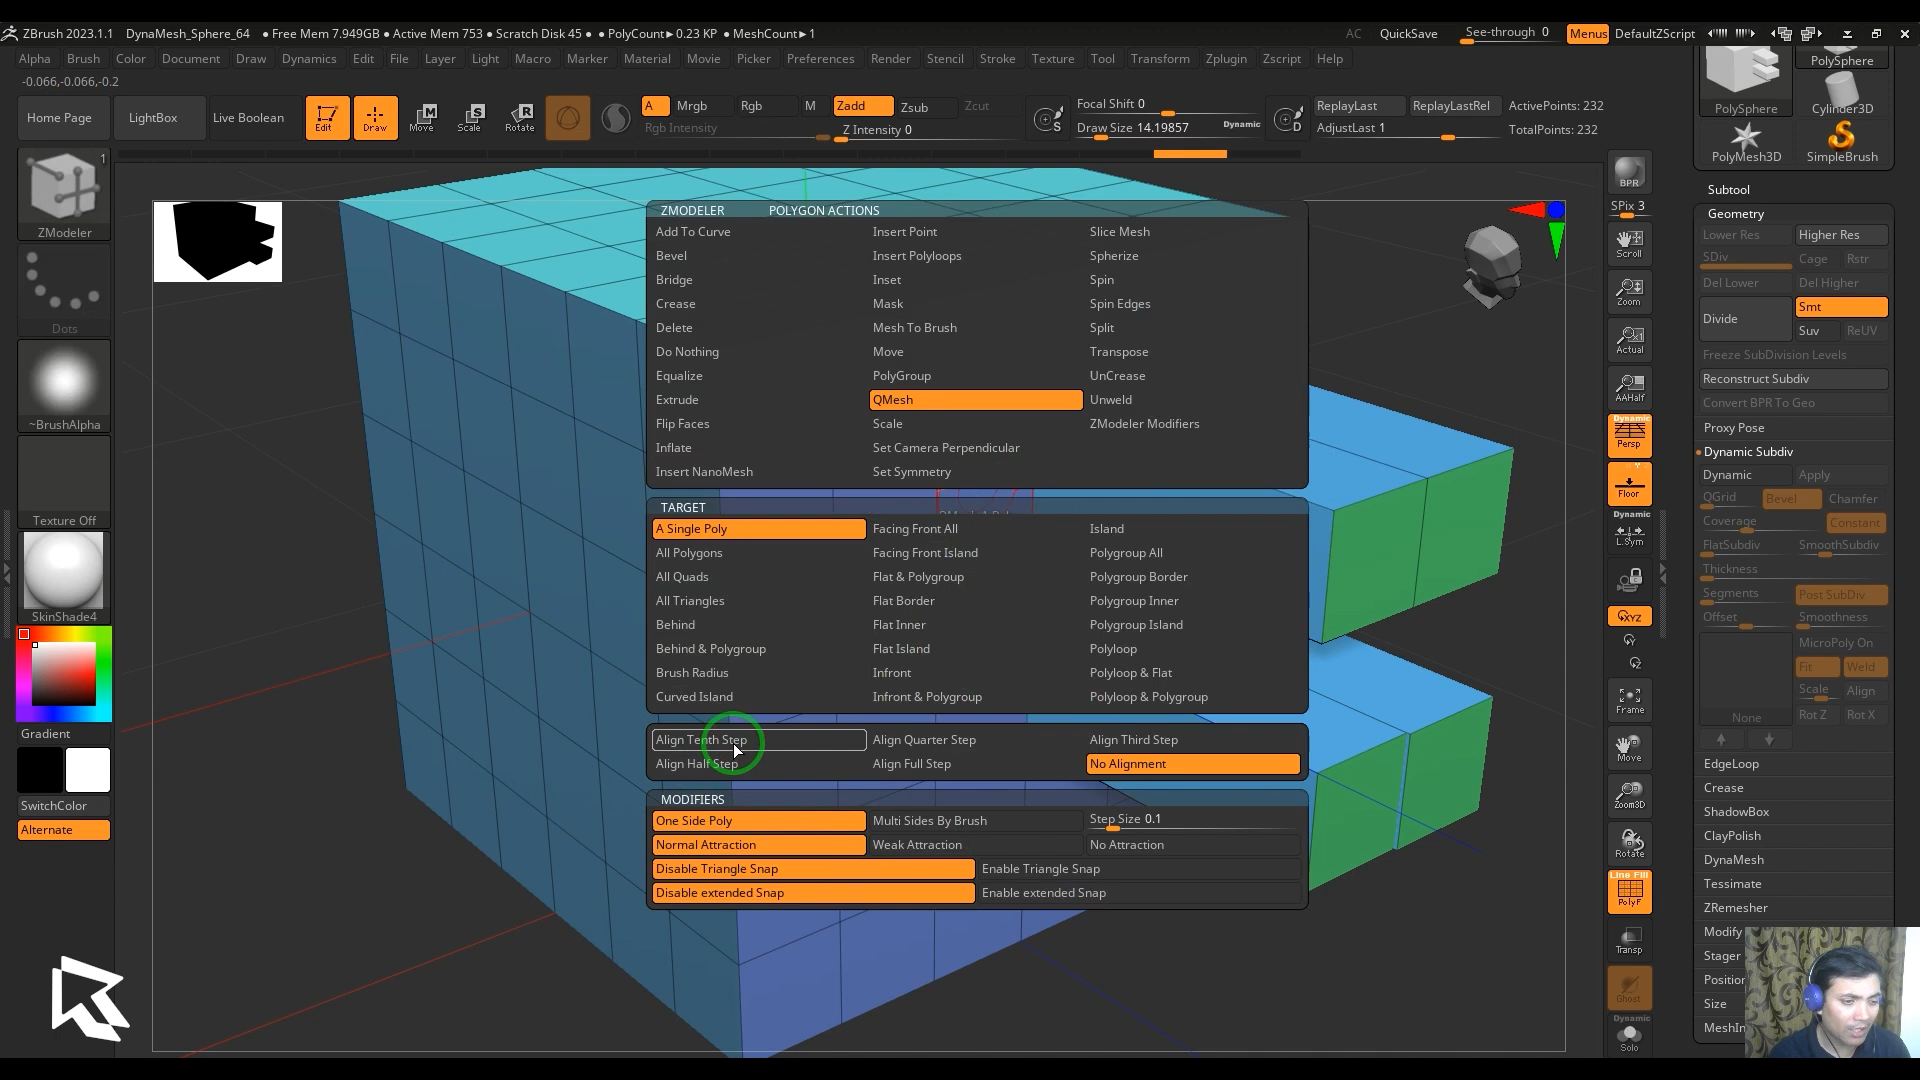 ZBrush 2023.1.1 DynaMesh_Sphere_64 ● Free Mem 7.949GB ● Active Mem 753 ● Scratch Disk 45 ● ● PolyCount► 0.23 KP ● MeshCount► 1 AC QuickSave See-through 0 Menus DefaultZScript
Alpha Brush Color Document Draw Dynamics Edit File Layer Light Macro Marker Material Movie Picker Preferences Render Stencil Stroke Texture Tool Transform Zplugin Zscript Help
-0.066,-0.066,-0.2
Home Page LightBox Live Boolean Edit Draw Move Scale Rotate
A Mrgb Rgb M Zadd Zsub Zcut
Rgb Intensity Z Intensity 0
S
Focal Shift 0
Draw Size 14.19857 Dynamic
D
ReplayLast ReplayLastRel ActivePoints: 232
AdjustLast 1 TotalPoints: 232
1
ZModeler
Dots
~BrushAlpha
Texture Off
SkinShade4
Gradient
SwitchColor
Alternate
ZMODELER POLYGON ACTIONS
Add To Curve Insert Point Slice Mesh
Bevel Insert Polyloops Spherize
Bridge Inset Spin
Crease Mask Spin Edges
Delete Mesh To Brush Split
Do Nothing Move Transpose
Equalize PolyGroup UnCrease
Extrude QMesh Unweld
Flip Faces Scale ZModeler Modifiers
Inflate Set Camera Perpendicular
Insert NanoMesh Set Symmetry
TARGET
A Single Poly Facing Front All Island
All Polygons Facing Front Island Polygroup All
All Quads Flat & Polygroup Polygroup Border
All Triangles Flat Border Polygroup Inner
Behind Flat Inner Polygroup Island
Behind & Polygroup Flat Island Polyloop
Brush Radius Infront Polyloop & Flat
Curved Island Infront & Polygroup Polyloop & Polygroup
Align Tenth Step Align Quarter Step Align Third Step
Align Half Step Align Full Step No Alignment
MODIFIERS
One Side Poly Multi Sides By Brush Step Size 0.1
Normal Attraction Weak Attraction No Attraction
Disable Triangle Snap Enable Triangle Snap
Disable extended Snap Enable extended Snap
BPR
SPix 3
Scroll
Zoom
Actual
AAHalf
Dynamic
Persp
Floor
Dynamic
L.Sym
XYZ
Frame
Move
Zoom3D
Rotate
Line Fill
PolyF
Transp
Ghost
Dynamic
Solo
PolySphere
PolySphere Cylinder3D
PolyMesh3D SimpleBrush
Subtool
Geometry
Lower Res Higher Res
SDiv Cage Rstr
Del Lower Del Higher
Divide Smt
Suv ReUV
Freeze SubDivision Levels
Reconstruct Subdiv
Convert BPR To Geo
Proxy Pose
Dynamic Subdiv
Dynamic Apply
QGrid Bevel Chamfer
Coverage Constant
FlatSubdiv SmoothSubdiv
Thickness
Segments Post SubDiv
Offset Smoothness
MicroPoly On
Fit Weld
Scale Align
None Rot Z Rot X
EdgeLoop
Crease
ShadowBox
ClayPolish
DynaMesh
Tessimate
ZRemesher
Modify
Stager
Position
Size
MeshIn